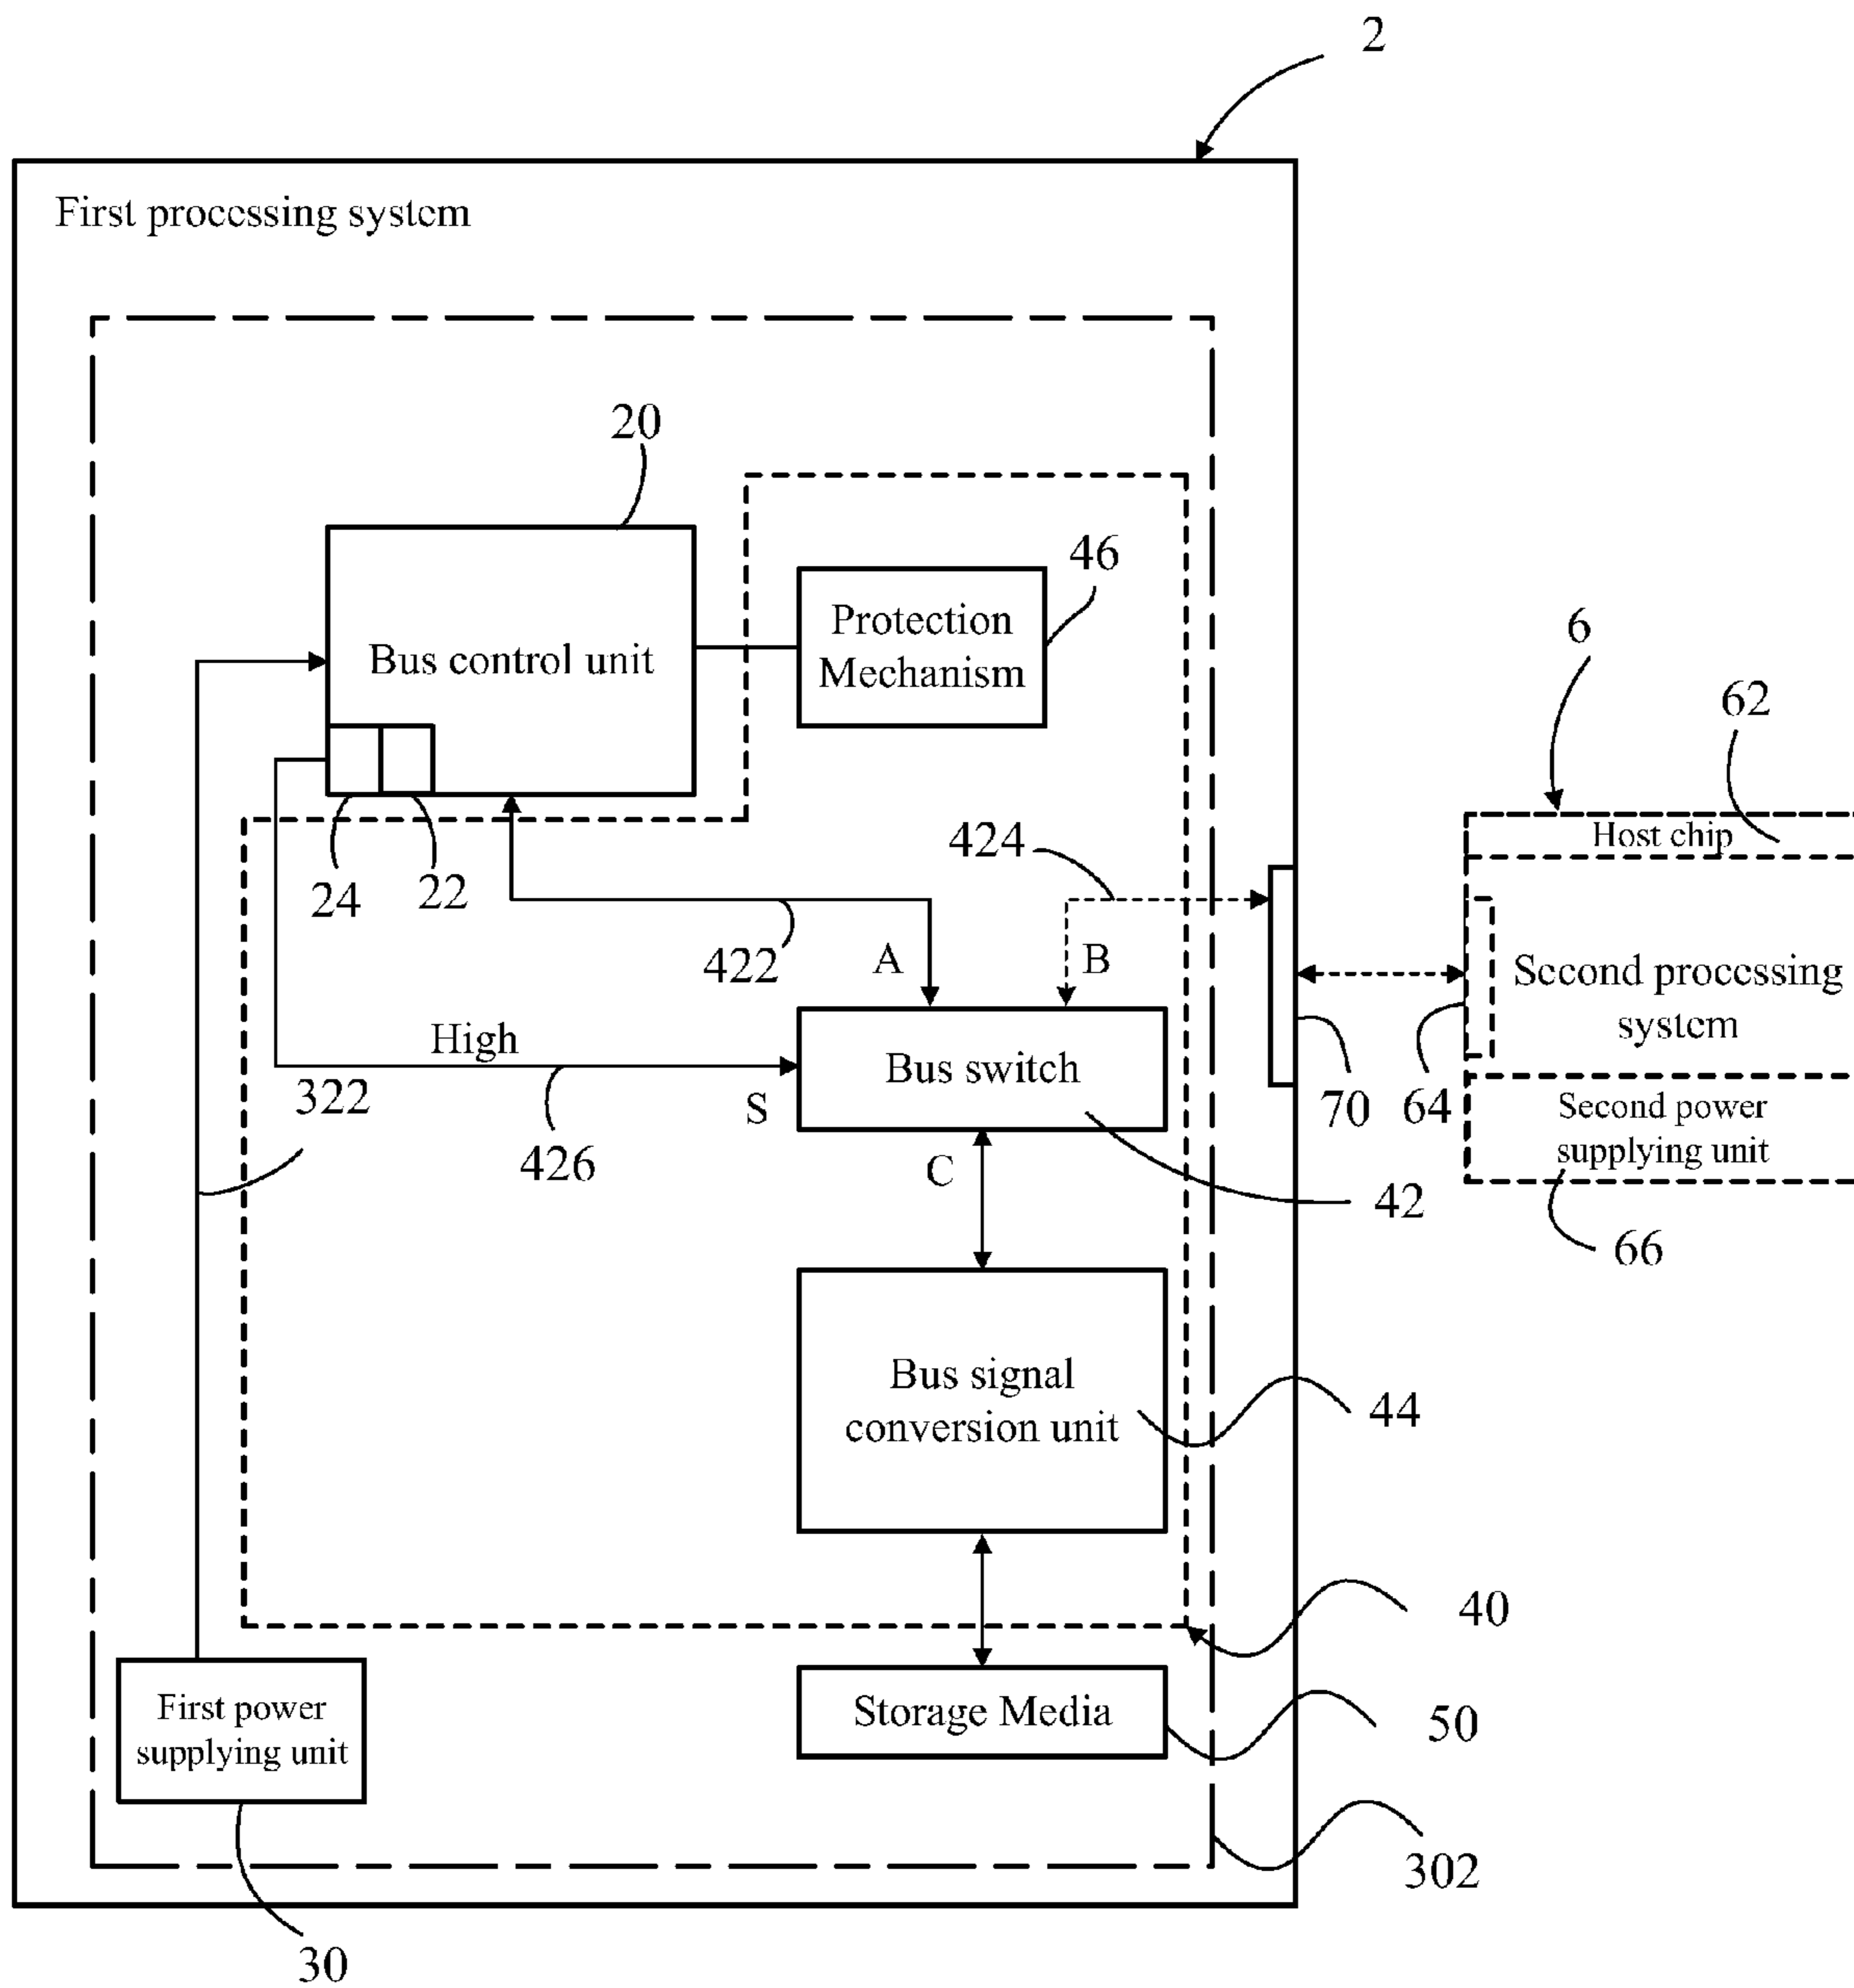 2
First processing system
20
46
Protection
Mechanism
Bus control unit
6
62
Host chip
424
24
22
422
A
B
Second processing
system
High
Bus switch
322
S
70
64
Second power
supplying unit
426
C
42
66
Bus signal
conversion unit
44
40
First power
supplying unit
Storage Media
50
302
30